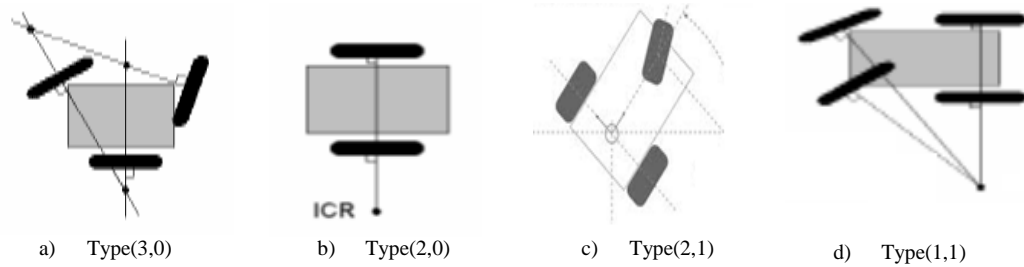 ICR
a) Type(3,0) b) Type(2,0) c) Type(2,1) d) Type(1,1)